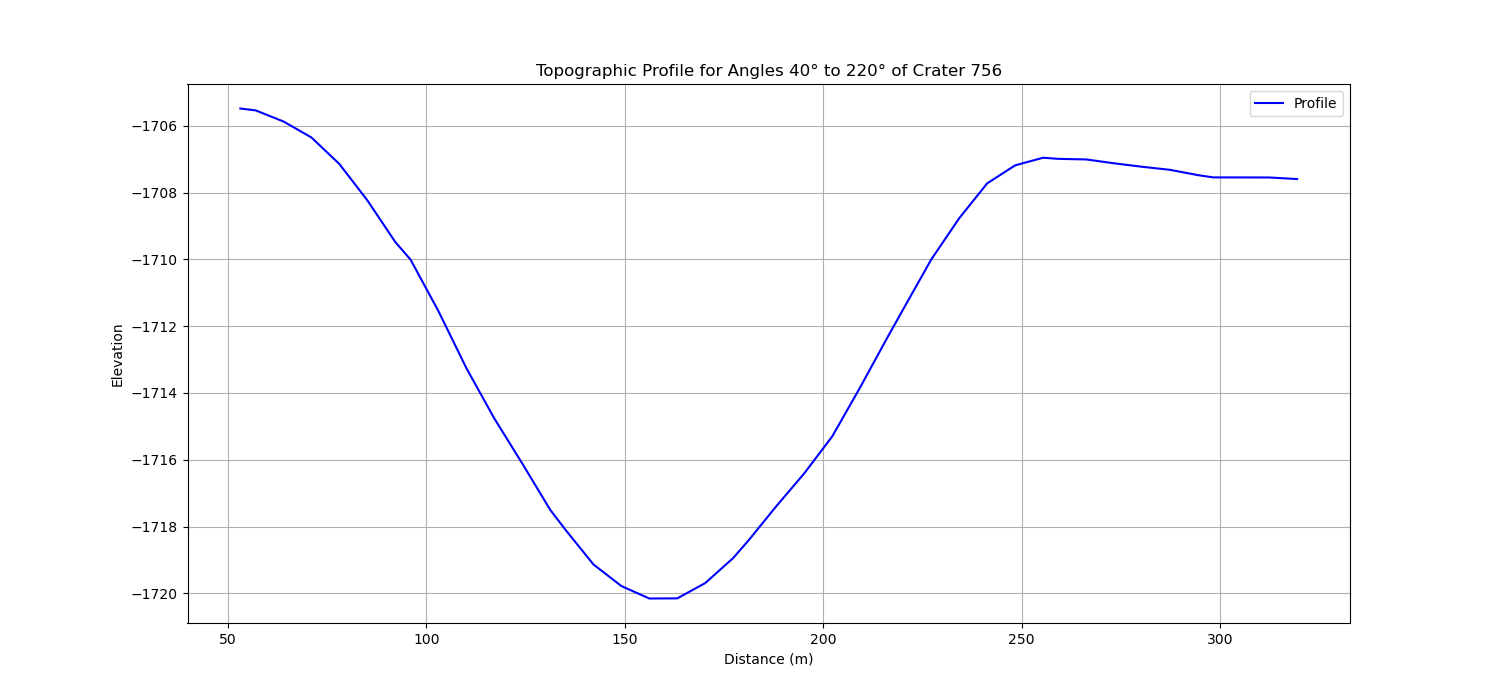 Topographic Profile for Angles 40° to 220° of Crater 756
Profile
−1706
−1708
−1710
−1712
−1714
−1716
−1718
−1720
Elevation
50 100 150 200 250 300
Distance (m)